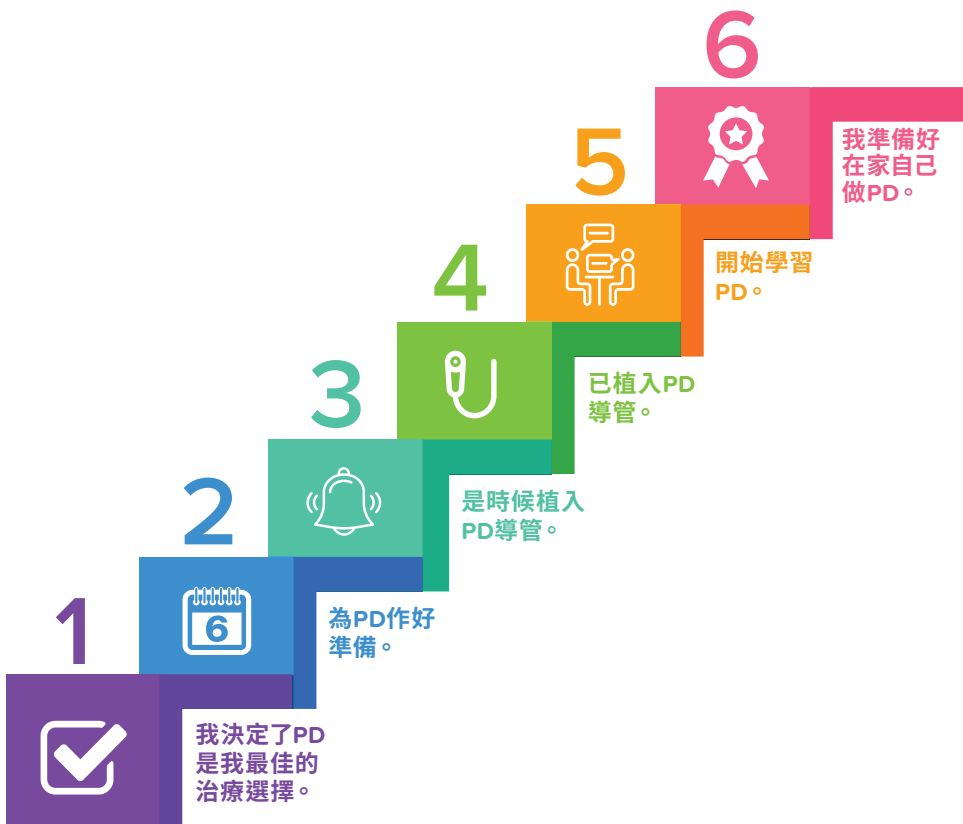 1
我決定了PD
是我最佳的
治療選擇。
2
6
為PD作好
準備。
3
是時候植入
PD導管。
4
已植入PD
導管。
5
開始學習
PD。
6
我準備好
在家自己
做PD。